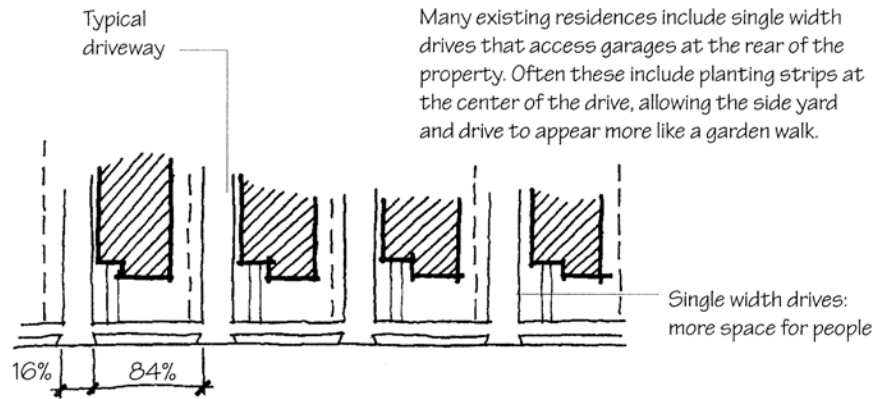 Typical
driveway
Many existing residences include single width
drives that access garages at the rear of the
property. Often these include planting strips at
the center of the drive, allowing the side yard
and drive to appear more like a garden walk.
Single width drives:
more space for people
16%
84%